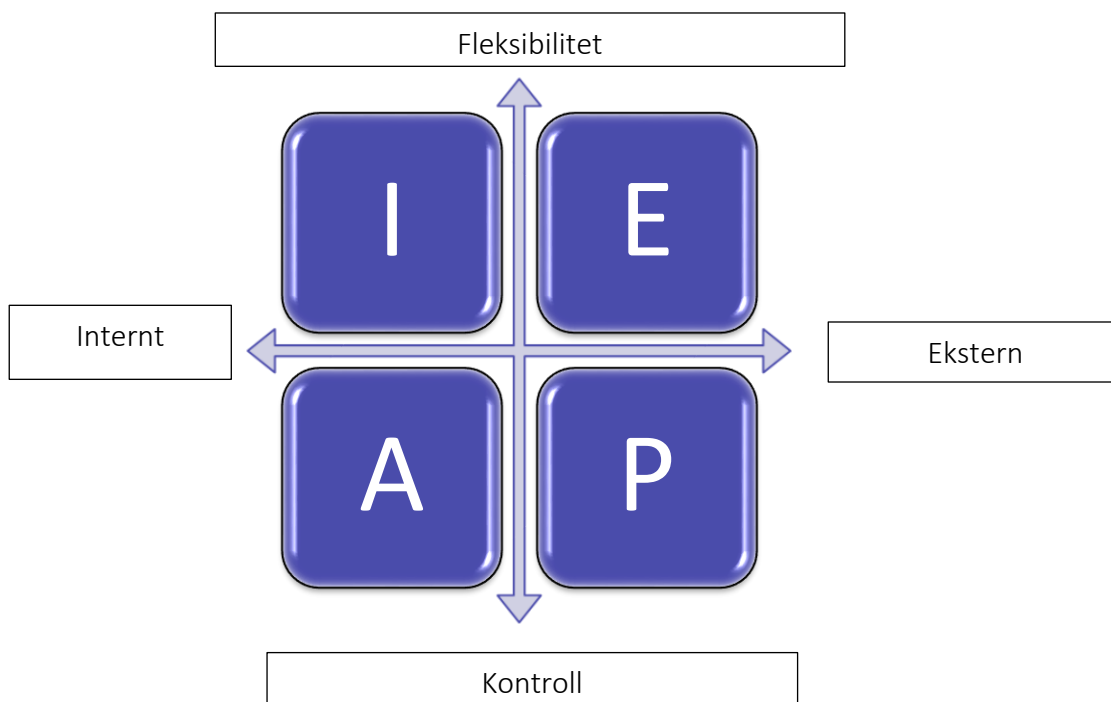 Fleksibilitet
I
E
Internt
Ekstern
A
P
Kontroll